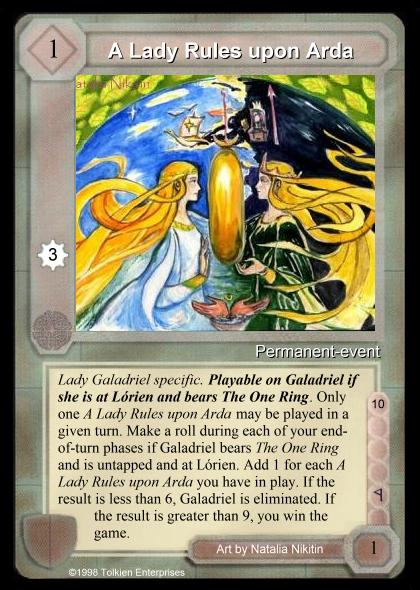 1
A Lady Rules upon Arda
Natalia Nikitin
3
Permanent-event
Lady Galadriel specific. Playable on Galadriel if
she is at Lórien and bears The One Ring. Only
one A Lady Rules upon Arda may be played in a
given turn. Make a roll during each of your end-
of-turn phases if Galadriel bears The One Ring
and is untapped and at Lórien. Add 1 for each A
Lady Rules upon Arda you have in play. If the
result is less than 6, Galadriel is eliminated. If
the result is greater than 9, you win the
game.
10
Art by Natalia Nikitin
1
©1998 Tolkien Enterprises